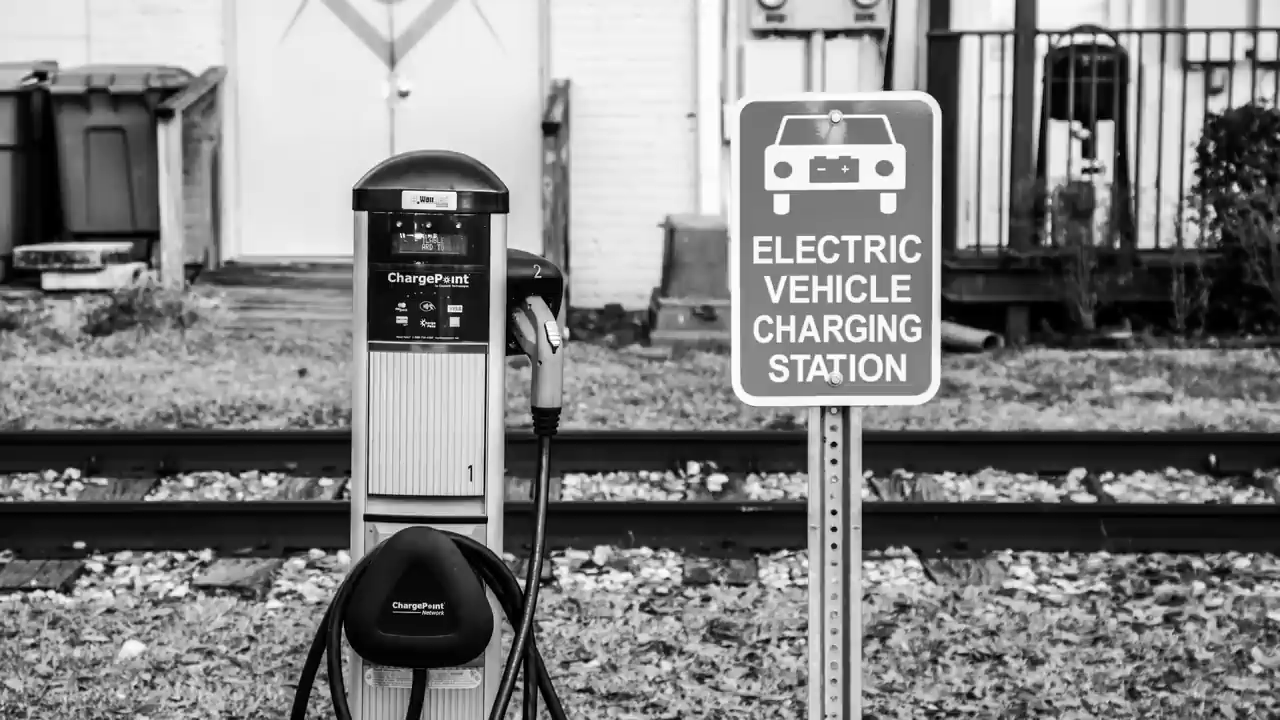 2
ChargePoint
1
ChargePoint
Network
ELECTRIC
VEHICLE
CHARGING
STATION